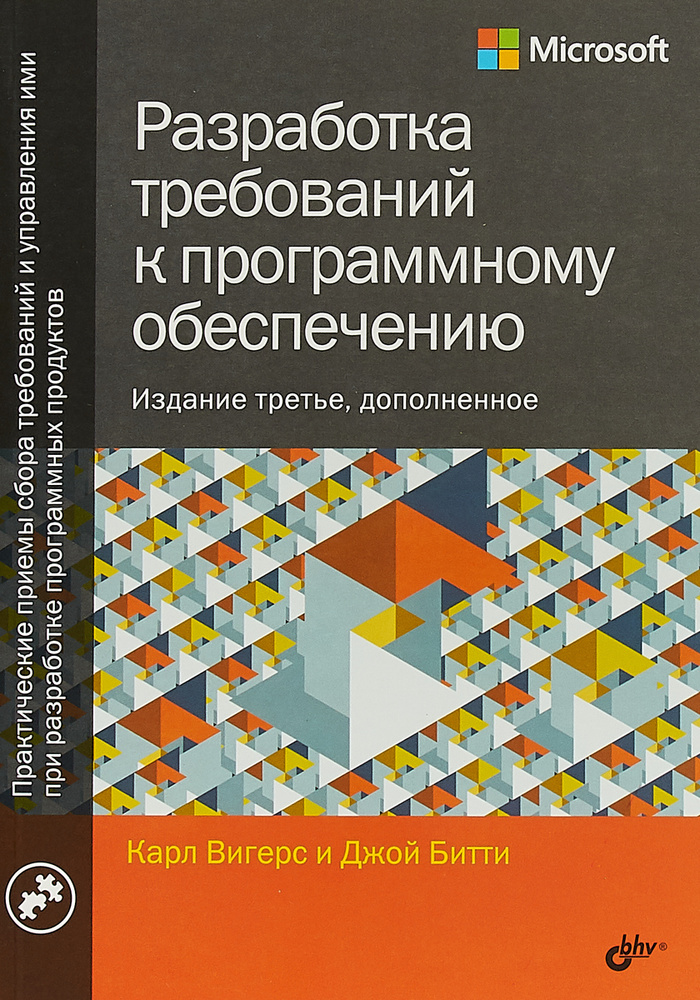 Microsoft
Разработка
требований
к программному
обеспечению
Издание третье, дополненное
Практические приемы сбора требований и управления ими
при разработке программных продуктов
Карл Вигерс и Джой Битти
bhv®